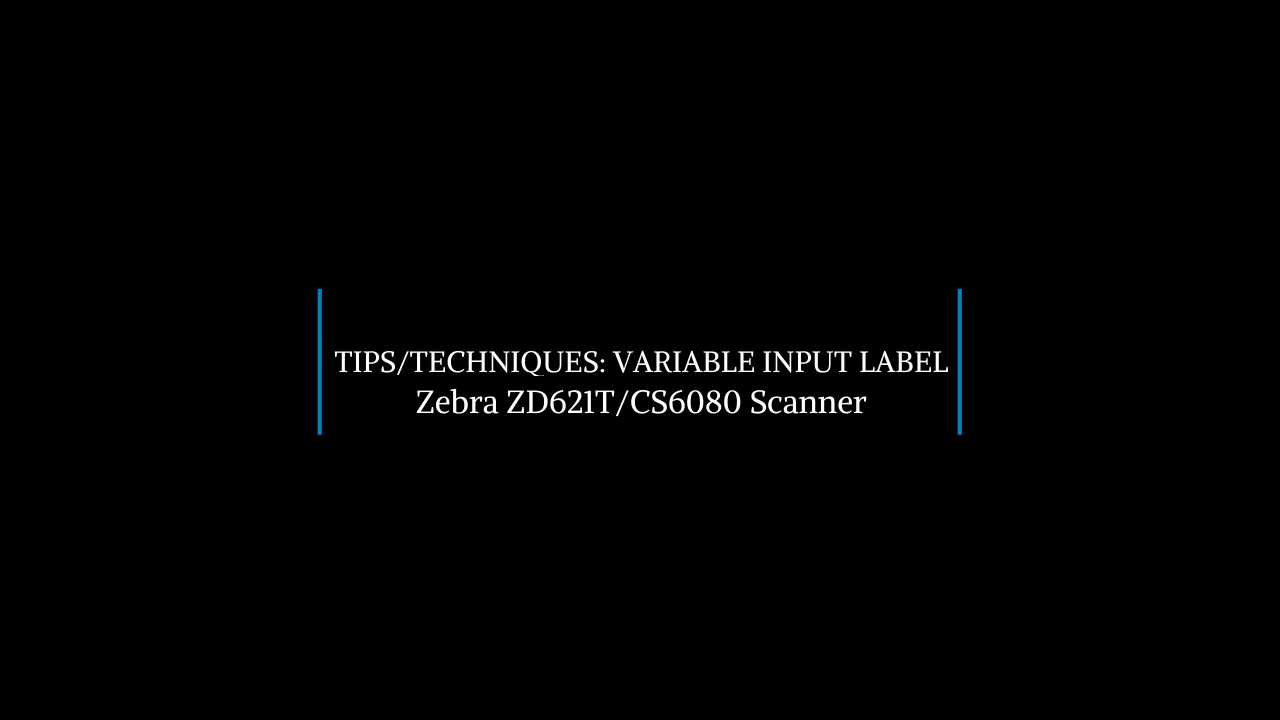 TIPS/TECHNIQUES: VARIABLE INPUT LABEL
Zebra ZD621T/CS6080 Scanner